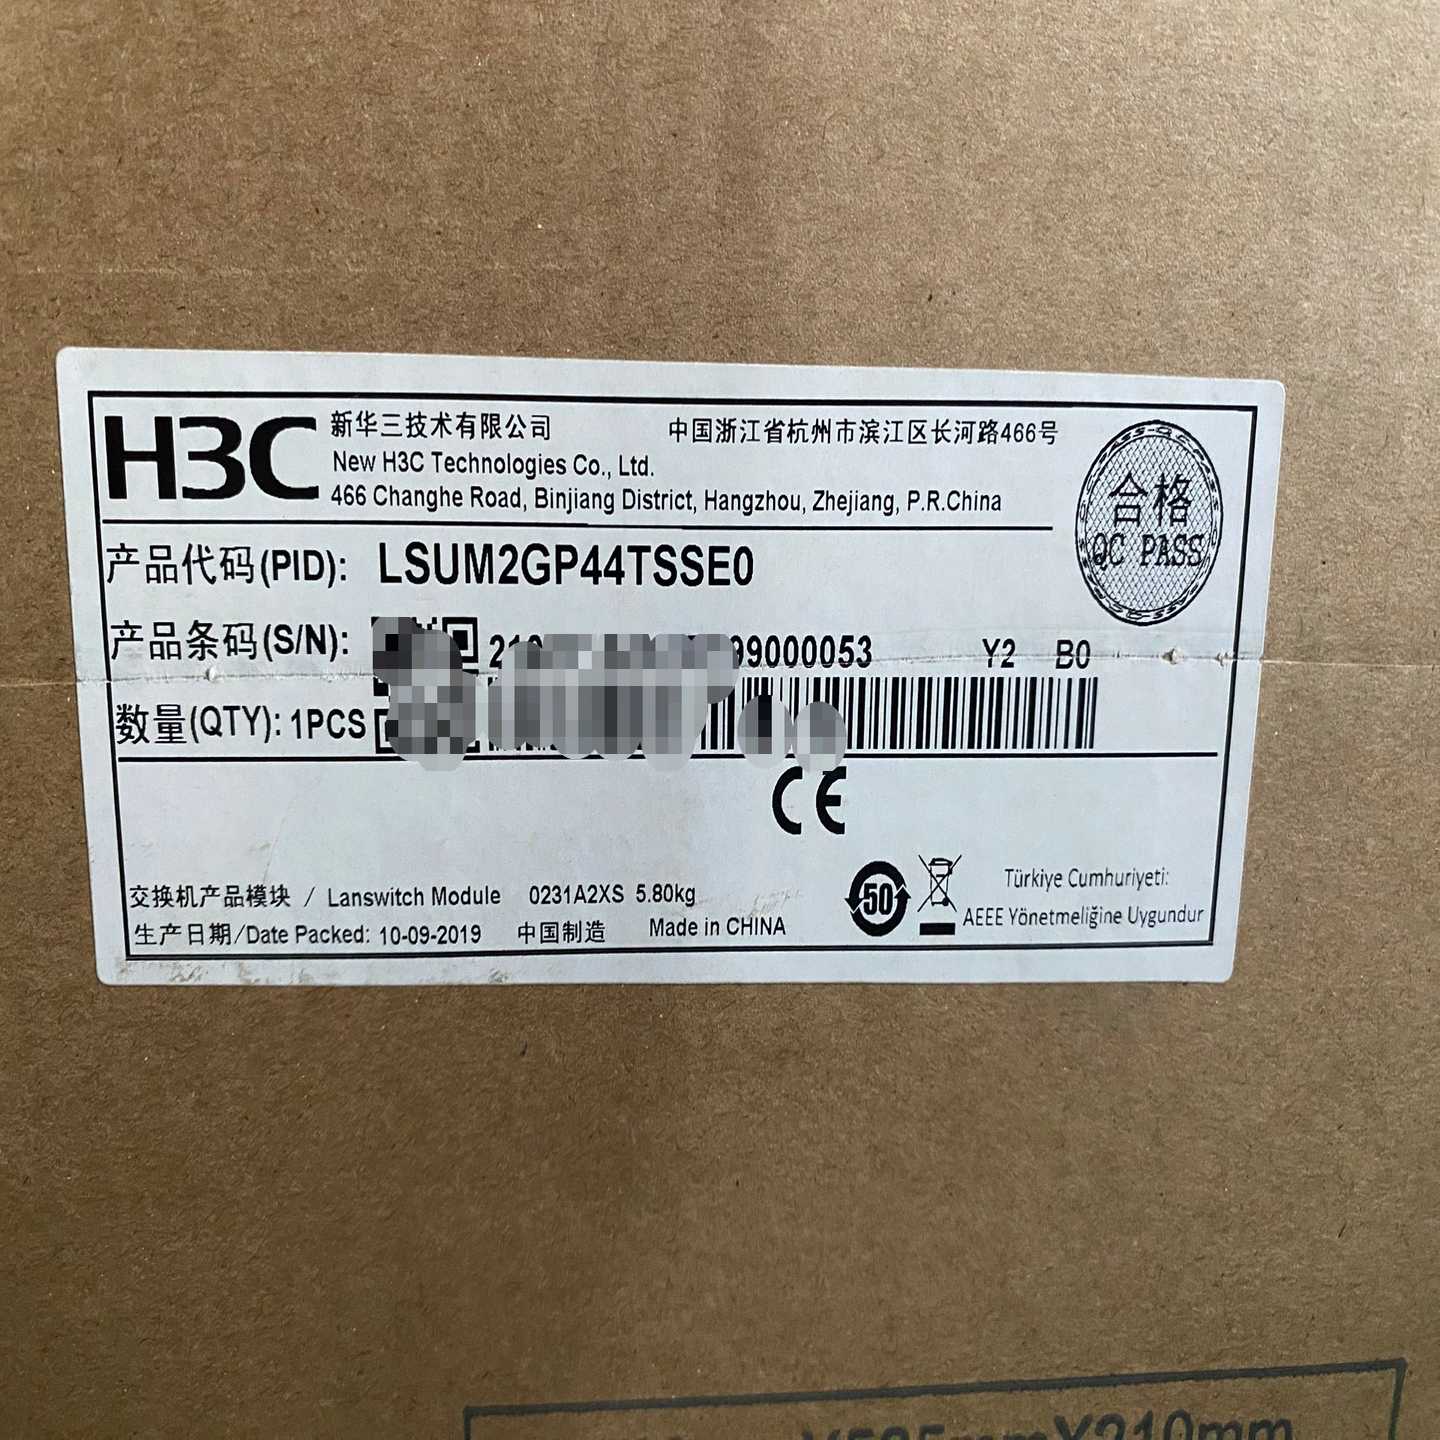 H3C
新华三技术有限公司 中国浙江省杭州市滨江区长河路466号
New H3C Technologies Co., Ltd.
466 Changhe Road, Binjiang District, Hangzhou, Zhejiang, P.R.China
合格
QC PASS
产品代码(PID): LSUM2GP44TSSE0
产品条码(S/N): 99000053 Y2 B0
数量(QTY): 1PCS
CE
交换机产品模块 / Lanswitch Module 0231A2XS 5.80kg
生产日期/Date Packed: 10-09-2019 中国制造 Made in CHINA
50
Türkiye Cumhuriyeti:
AEEE Yönetmeliğine Uygundur